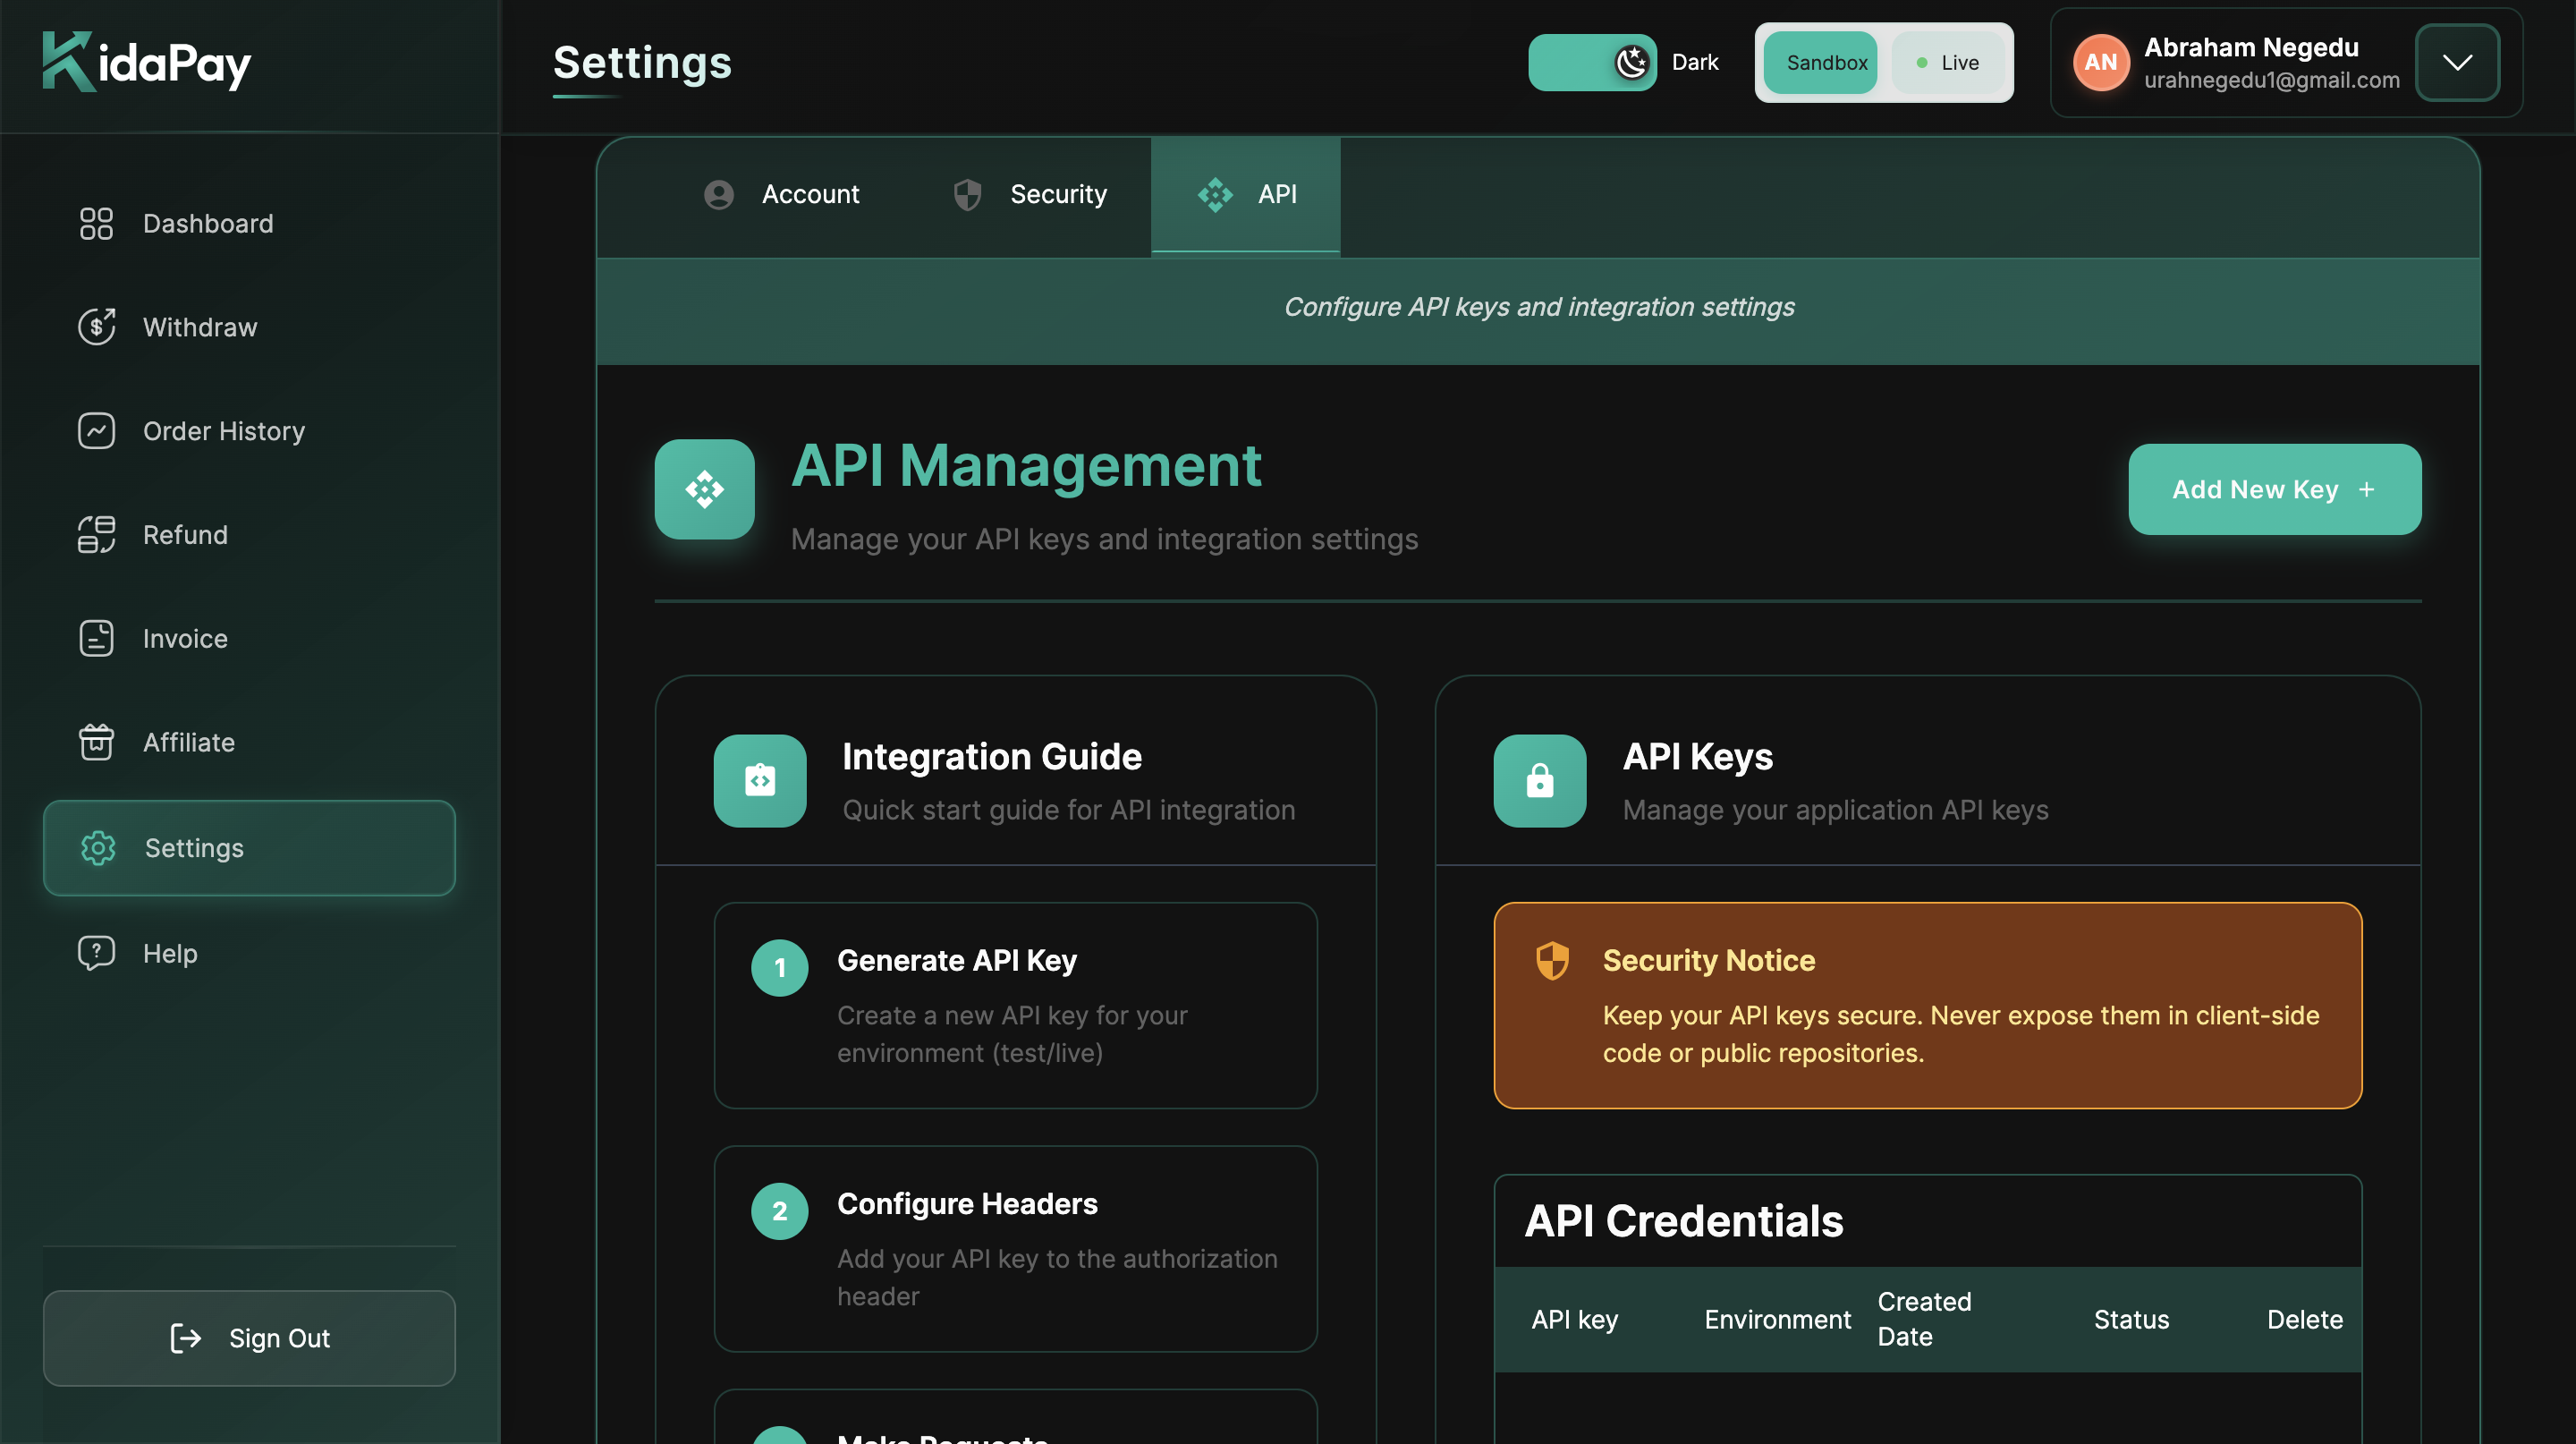 KidaPay
Settings
Dark
Sandbox
Live
AN
Abraham Negedu
urahnegedu1@gmail.com
Dashboard
Withdraw
Order History
Refund
Invoice
Affiliate
Settings
Help
Sign Out
Account
Security
API
Configure API keys and integration settings
API Management
Manage your API keys and integration settings
Add New Key +
Integration Guide
Quick start guide for API integration
1
Generate API Key
Create a new API key for your
environment (test/live)
2
Configure Headers
Add your API key to the authorization
header
Make Requests
API Keys
Manage your application API keys
Security Notice
Keep your API keys secure. Never expose them in client-side
code or public repositories.
API Credentials
API key
Environment
Created
Date
Status
Delete